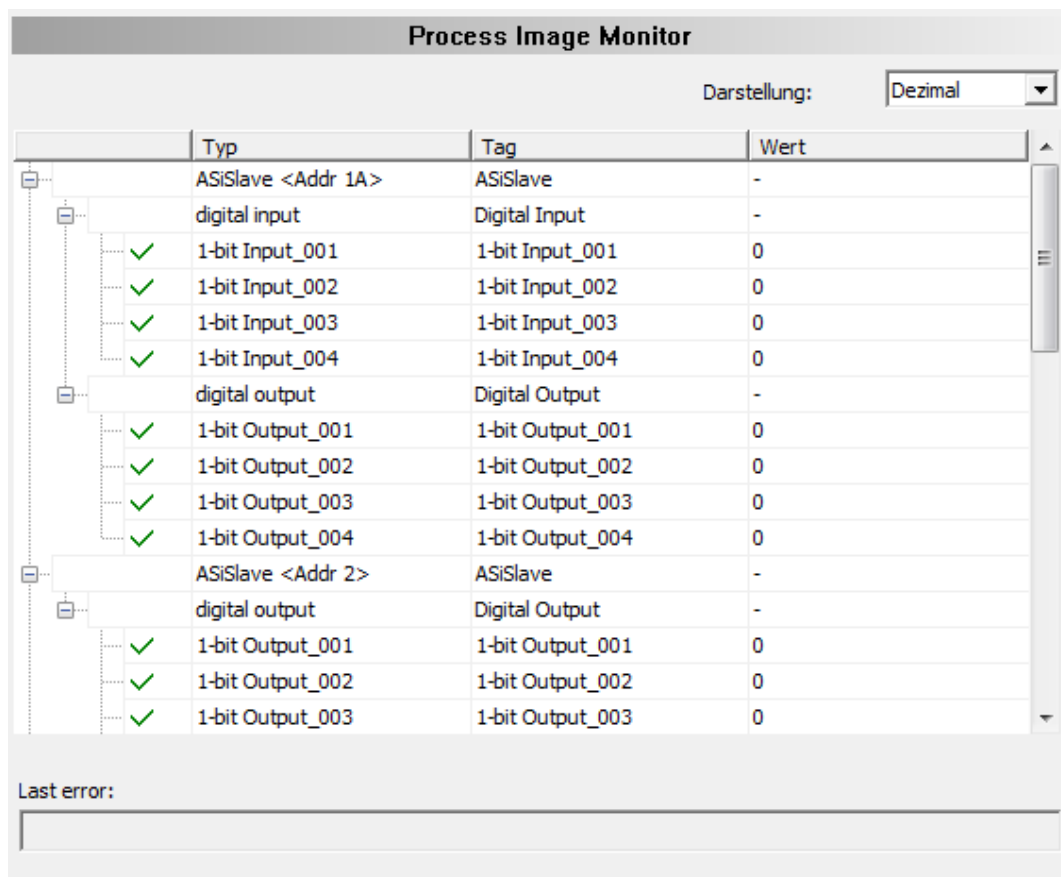 Process Image Monitor
Darstellung: Dezimal
Typ Tag Wert
ASiSlave <Addr 1A> ASiSlave -
digital input Digital Input -
1-bit Input_001 1-bit Input_001 0
1-bit Input_002 1-bit Input_002 0
1-bit Input_003 1-bit Input_003 0
1-bit Input_004 1-bit Input_004 0
digital output Digital Output -
1-bit Output_001 1-bit Output_001 0
1-bit Output_002 1-bit Output_002 0
1-bit Output_003 1-bit Output_003 0
1-bit Output_004 1-bit Output_004 0
ASiSlave <Addr 2> ASiSlave -
digital output Digital Output -
1-bit Output_001 1-bit Output_001 0
1-bit Output_002 1-bit Output_002 0
1-bit Output_003 1-bit Output_003 0
Last error: